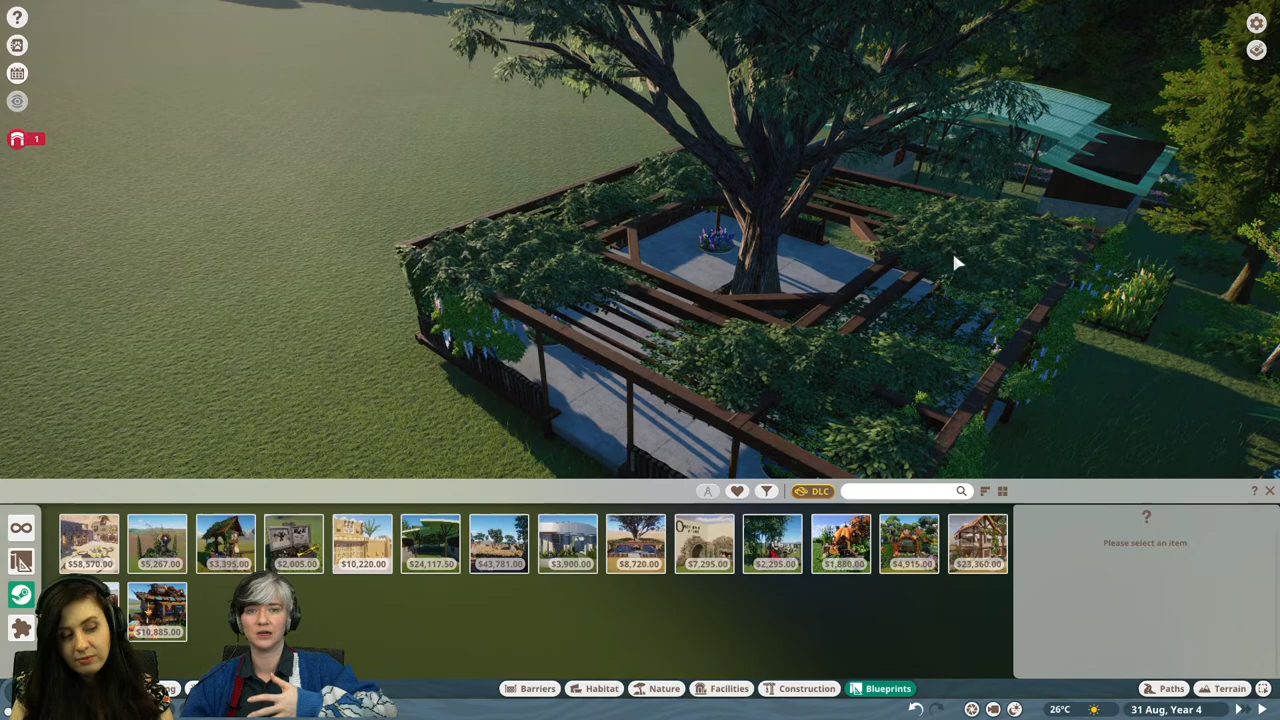 ?
1
DLC
?
$58,570.00
$5,267.00
$3,395.00
$2,005.00
$10,220.00
$24,117.50
$43,781.00
$3,900.00
$8,720.00
$7,295.00
$2,295.00
$1,880.00
$4,915.00
$23,360.00
?
Please select an item
$10,885.00
Barriers
Habitat
Nature
Facilities
Construction
Blueprints
Paths
Terrain
26°C
31 Aug, Year 4